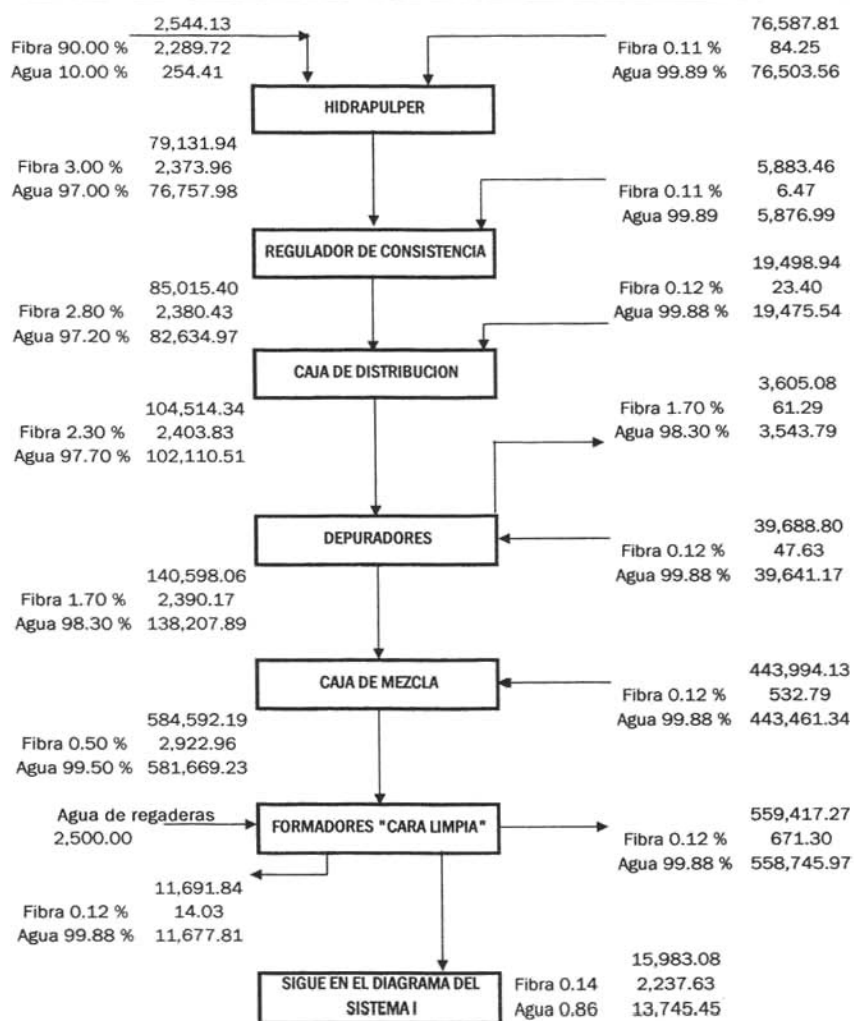 2,544.13
Fibra 90.00 % 2,289.72
Agua 10.00 % 254.41
76,587.81
Fibra 0.11 % 84.25
Agua 99.89 % 76,503.56
HIDRAPULPER
79,131.94
Fibra 3.00 % 2,373.96
Agua 97.00 % 76,757.98
5,883.46
Fibra 0.11 % 6.47
Agua 99.89 5,876.99
REGULADOR DE CONSISTENCIA
85,015.40
Fibra 2.80 % 2,380.43
Agua 97.20 % 82,634.97
19,498.94
Fibra 0.12 % 23.40
Agua 99.88 % 19,475.54
CAJA DE DISTRIBUCION
104,514.34
Fibra 2.30 % 2,403.83
Agua 97.70 % 102,110.51
3,605.08
Fibra 1.70 % 61.29
Agua 98.30 % 3,543.79
DEPURADORES
39,688.80
Fibra 0.12 % 47.63
Agua 99.88 % 39,641.17
140,598.06
Fibra 1.70 % 2,390.17
Agua 98.30 % 138,207.89
CAJA DE MEZCLA
443,994.13
Fibra 0.12 % 532.79
Agua 99.88 % 443,461.34
584,592.19
Fibra 0.50 % 2,922.96
Agua 99.50 % 581,669.23
Agua de regaderas
2,500.00
FORMADORES "CARA LIMPIA"
559,417.27
Fibra 0.12 % 671.30
Agua 99.88 % 558,745.97
11,691.84
Fibra 0.12 % 14.03
Agua 99.88 % 11,677.81
SIGUE EN EL DIAGRAMA DEL
SISTEMA I
15,983.08
Fibra 0.14 2,237.63
Agua 0.86 13,745.45